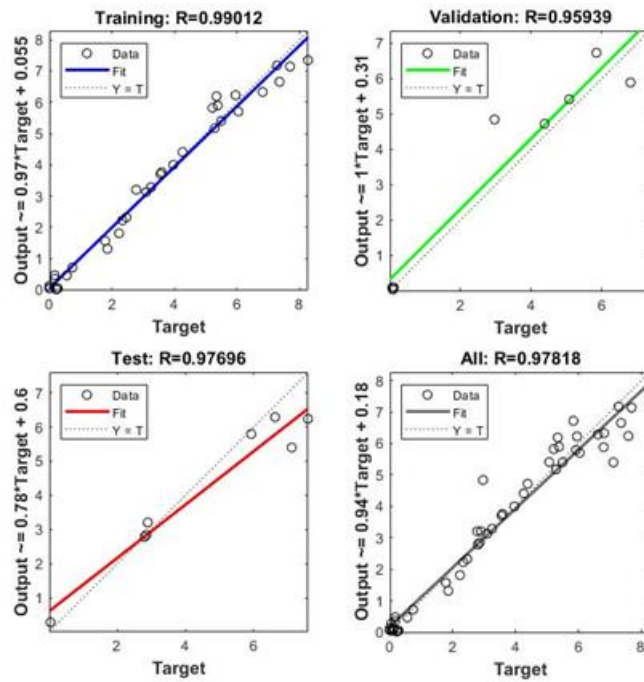 Training: R=0.99012
Output ~= 0.97*Target + 0.055
8
7
6
5
4
3
2
1
0
Data
Fit
Y = T
0
2
4
6
8
Target
Validation: R=0.95939
Output ~= 1*Target + 0.31
7
6
5
4
3
2
1
Data
Fit
Y = T
2
4
6
Target
Test: R=0.97696
Output ~= 0.78*Target + 0.6
7
6
5
4
3
2
1
Data
Fit
Y = T
2
4
6
Target
All: R=0.97818
Output ~= 0.94*Target + 0.18
8
7
6
5
4
3
2
1
0
Data
Fit
Y = T
0
2
4
6
8
Target